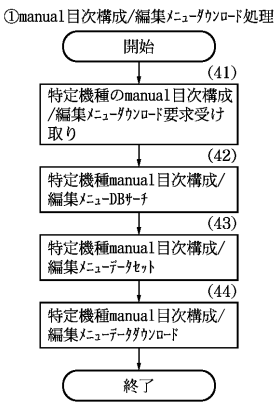 ①manual目次構成/編集ﾒﾆｭｰﾀﾞｳﾝﾛｰﾄﾞ処理
開始
(41)
特定機種のmanual目次構成
/編集ﾒﾆｭｰﾀﾞｳﾝﾛｰﾄﾞ要求受け
取り
(42)
特定機種manual目次構成/
編集ﾒﾆｭｰDBｻｰﾁ
(43)
特定機種manual目次構成/
編集ﾒﾆｭｰﾃﾞｰﾀｾｯﾄ
(44)
特定機種manual目次構成/
編集ﾒﾆｭｰﾃﾞｰﾀﾀﾞｳﾝﾛｰﾄﾞ
終了